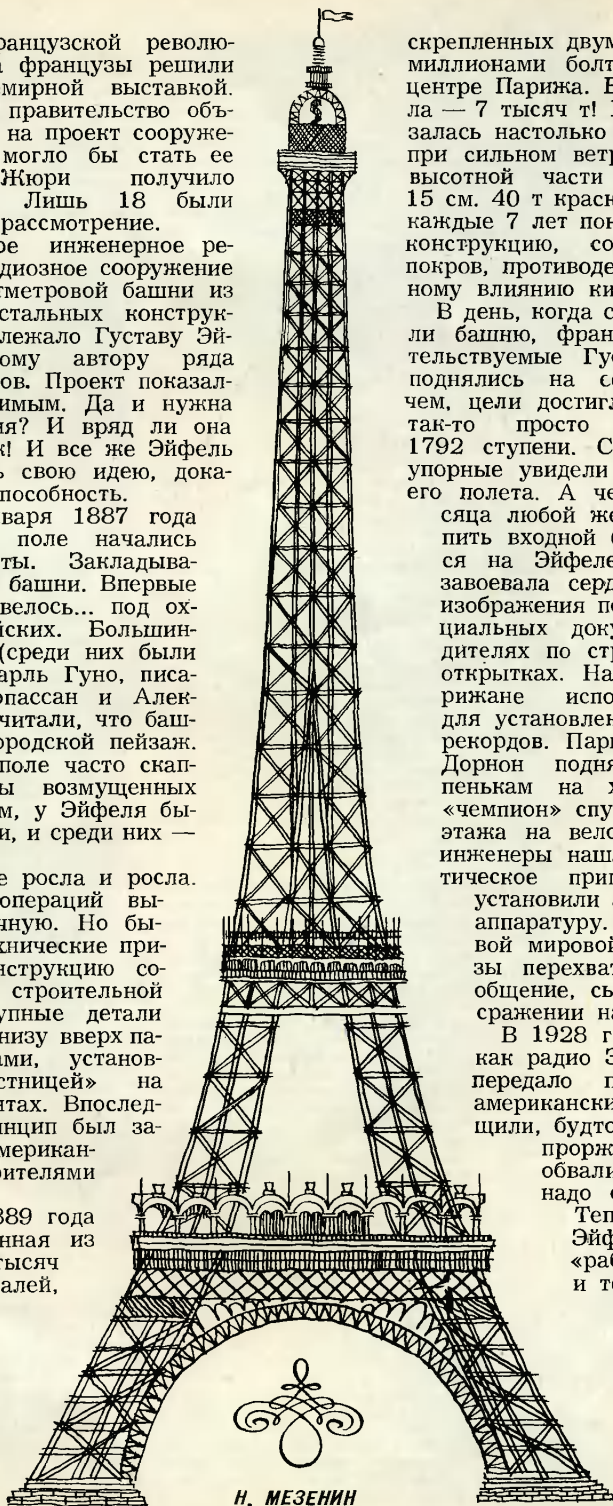 ранцузской револю-
а французы решили
мирной выставкой.
правительство объ-
на проект сооруже-
могло бы стать ее
Жюри получило
Лишь 18 были
рассмотрение.
ре инженерное ре-
диозное сооружение
тметровой башни из
стальных конструк-
лежало Густаву Эй-
ому автору ряда
ов. Проект показал-
имым. Да и нужна
ия? И вряд ли она
к! И все же Эйфель
ь свою идею, дока-
пособность.
варя 1887 года
поле начались
ты. Закладыва-
башни. Впервые
велось... под ох-
йских. Большин-
(среди них были
арль Гуно, писа-
опассан и Алек-
читали, что баш-
ородской пейзаж.
поле часто скап-
ы возмущенных
м, у Эйфеля бы-
и, и среди них —
е росла и росла.
операций вы-
чную. Но бы-
хнические при-
нструкцию со-
строительной
упные детали
низу вверх па-
ами, установ-
стницей» на
нтах. Впослед-
нцип был за-
мерикан-
рителями
889 года
нная из
тысяч
алей,
скрепленных двум
миллионами болт
центре Парижа. В
ла — 7 тысяч т!
залась настолько
при сильном ветр
высотной части
15 см. 40 т красн
каждые 7 лет пок
конструкцию, со
покров, противоде
ному влиянию ки
В день, когда с
ли башню, фран
тельствуемые Гус
поднялись на се
чем, цели достигл
так-то просто
1792 ступени. С
упорные увидели
его полета. А че
сяца любой же
пить входной б
ся на Эйфеле
завоевала серд
изображения по
циальных доку
дителях по стр
открытках. На
рижане испо
для установлен
рекордов. Пари
Дорнон подня
пенькам на х
«чемпион» спу
этажа на вело
инженеры наш
тическое прим
установили
аппаратуру.
вой мировой
зы перехват
общение, сы
сражении на
В 1928 г
как радио Э
передало п
американски
щили, будто
прорж
обвали
надо
Теп
Эйф
«раб
и те
Н. МЕЗЕНИН